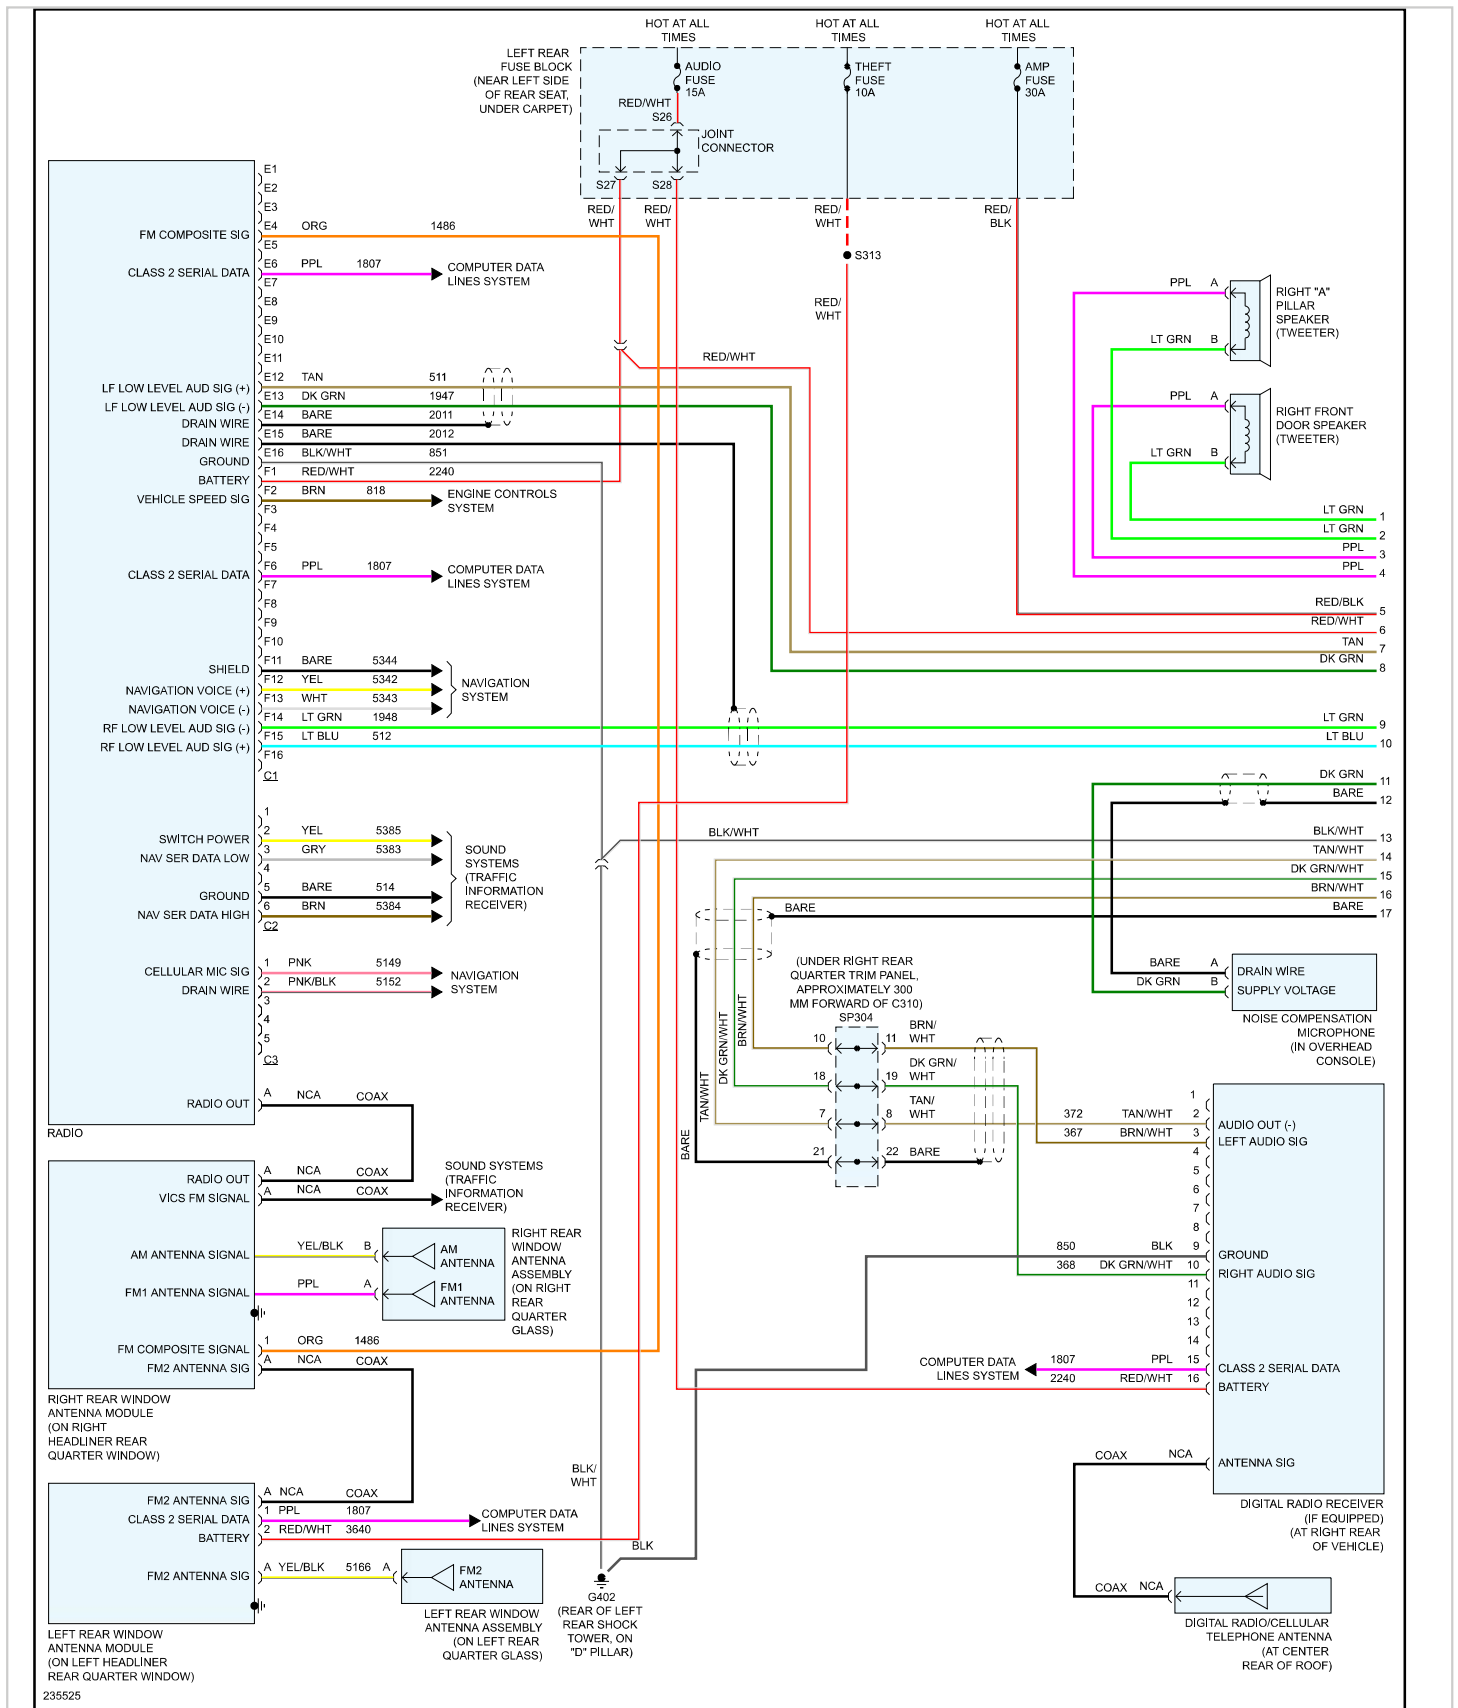 HOT AT ALL
TIMES
HOT AT ALL
TIMES
HOT AT ALL
TIMES
LEFT REAR
FUSE BLOCK
(NEAR LEFT SIDE
OF REAR SEAT,
UNDER CARPET)
AUDIO
FUSE
15A
THEFT
FUSE
10A
AMP
FUSE
30A
RED/WHT
S26
JOINT
CONNECTOR
S27
S28
RED/
WHT
RED/
WHT
RED/
WHT
RED/
BLK
S313
RED/
WHT
RED/WHT
E1
E2
E3
E4 ORG 1486
FM COMPOSITE SIG
E5
E6 PPL 1807
CLASS 2 SERIAL DATA
COMPUTER DATA
LINES SYSTEM
E7
E8
E9
E10
E11
E12 TAN 511
LF LOW LEVEL AUD SIG (+)
E13 DK GRN 1947
LF LOW LEVEL AUD SIG (-)
E14 BARE 2011
DRAIN WIRE
E15 BARE 2012
DRAIN WIRE
E16 BLK/WHT 851
GROUND
F1 RED/WHT 2240
BATTERY
F2 BRN 818
VEHICLE SPEED SIG
ENGINE CONTROLS
SYSTEM
F3
F4
F5
F6 PPL 1807
CLASS 2 SERIAL DATA
COMPUTER DATA
LINES SYSTEM
F7
F8
F9
F10
F11 BARE 5344
SHIELD
F12 YEL 5342
NAVIGATION VOICE (+)
F13 WHT 5343
NAVIGATION VOICE (-)
NAVIGATION
SYSTEM
F14 LT GRN 1948
RF LOW LEVEL AUD SIG (-)
F15 LT BLU 512
RF LOW LEVEL AUD SIG (+)
F16
C1
1
2 YEL 5385
SWITCH POWER
3 GRY 5383
NAV SER DATA LOW
4
5 BARE 514
GROUND
6 BRN 5384
NAV SER DATA HIGH
C2
SOUND
SYSTEMS
(TRAFFIC
INFORMATION
RECEIVER)
1 PNK 5149
CELLULAR MIC SIG
2 PNK/BLK 5152
DRAIN WIRE
3
4
5
C3
NAVIGATION
SYSTEM
A NCA COAX
RADIO OUT
RADIO
A NCA COAX
RADIO OUT
A NCA COAX
VICS FM SIGNAL
SOUND SYSTEMS
(TRAFFIC
INFORMATION
RECEIVER)
AM ANTENNA SIGNAL
YEL/BLK B
AM
ANTENNA
FM1 ANTENNA SIGNAL
PPL A
FM1
ANTENNA
RIGHT REAR
WINDOW
ANTENNA
ASSEMBLY
(ON RIGHT
REAR
QUARTER
GLASS)
1 ORG 1486
FM COMPOSITE SIGNAL
A NCA COAX
FM2 ANTENNA SIG
RIGHT REAR WINDOW
ANTENNA MODULE
(ON RIGHT
HEADLINER REAR
QUARTER WINDOW)
A NCA COAX
FM2 ANTENNA SIG
1 PPL 1807
CLASS 2 SERIAL DATA
COMPUTER DATA
LINES SYSTEM
2 RED/WHT 3640
BATTERY
A YEL/BLK 5166 A
FM2 ANTENNA SIG
FM2
ANTENNA
LEFT REAR WINDOW
ANTENNA ASSEMBLY
(ON LEFT REAR
QUARTER GLASS)
LEFT REAR WINDOW
ANTENNA MODULE
(ON LEFT HEADLINER
REAR QUARTER WINDOW)
235525
BLK/
WHT
BLK
G402
(REAR OF LEFT
REAR SHOCK
TOWER, ON
"D" PILLAR)
PPL A
LT GRN B
RIGHT "A"
PILLAR
SPEAKER
(TWEETER)
PPL A
LT GRN B
RIGHT FRONT
DOOR SPEAKER
(TWEETER)
LT GRN 1
LT GRN 2
PPL 3
PPL 4
RED/BLK 5
RED/WHT 6
TAN 7
DK GRN 8
LT GRN 9
LT BLU 10
DK GRN 11
BARE 12
BLK/WHT
BLK/WHT 13
TAN/WHT 14
DK GRN/WHT 15
BRN/WHT 16
BARE
BARE 17
BARE A DRAIN WIRE
DK GRN B SUPPLY VOLTAGE
NOISE COMPENSATION
MICROPHONE
(IN OVERHEAD
CONSOLE)
(UNDER RIGHT REAR
QUARTER TRIM PANEL,
APPROXIMATELY 300
MM FORWARD OF C310)
SP304
BARE
TAN/WHT
DK GRN/WHT
BRN/WHT
10 11 BRN/
WHT
18 19 DK GRN/
WHT
7 8 TAN/
WHT
21 22 BARE
1
372 TAN/WHT 2
AUDIO OUT (-)
367 BRN/WHT 3
LEFT AUDIO SIG
4
5
6
7
8
850 BLK 9
GROUND
368 DK GRN/WHT 10
RIGHT AUDIO SIG
11
12
13
14
COMPUTER DATA
LINES SYSTEM
1807 PPL 15
CLASS 2 SERIAL DATA
2240 RED/WHT 16
BATTERY
COAX NCA
ANTENNA SIG
DIGITAL RADIO RECEIVER
(IF EQUIPPED)
(AT RIGHT REAR
OF VEHICLE)
COAX NCA
DIGITAL RADIO/CELLULAR
TELEPHONE ANTENNA
(AT CENTER
REAR OF ROOF)